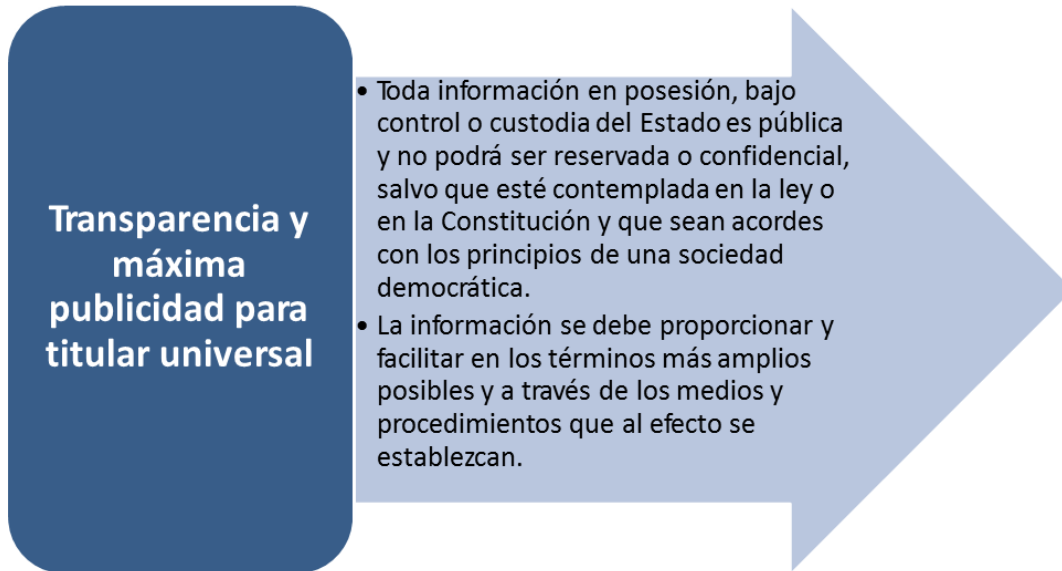 Transparencia y
máxima
publicidad para
titular universal
• Toda información en posesión, bajo
control o custodia del Estado es pública
y no podrá ser reservada o confidencial,
salvo que esté contemplada en la ley o
en la Constitución y que sean acordes
con los principios de una sociedad
democrática.
• La información se debe proporcionar y
facilitar en los términos más amplios
posibles y a través de los medios y
procedimientos que al efecto se
establezcan.